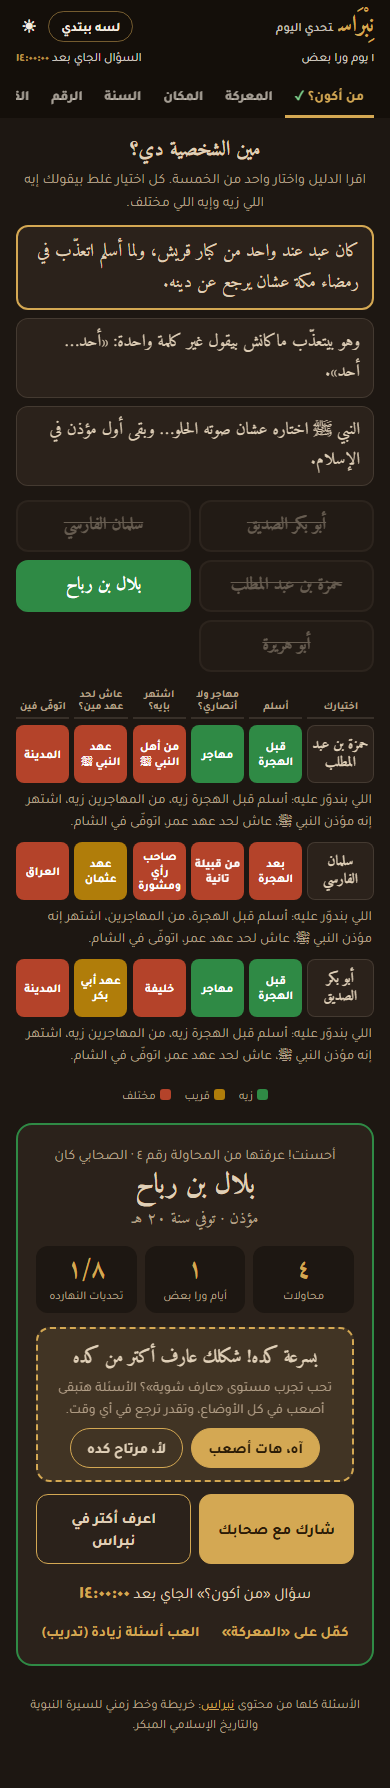 نِبْرَاس تحدي اليوم
لسه ببتدي
☀
١ يوم ورا بعض
السؤال الجاي بعد ١٤:٠٠:٠٠
من أكون؟ ✓
المعركة
المكان
السنة
الرقم
مين الشخصية دي؟
اقرا الدليل واختار واحد من الخمسة. كل اختيار غلط بيقولك إيه
اللي زيه وإيه اللي مختلف.
كان عبد عند واحد من كبار قريش، ولما أسلم اتعذّب في
رمضاء مكة عشان يرجع عن دينه.
وهو بيتعذّب ماكانش بيقول غير كلمة واحدة: «أحد…
أحد».
النبي ﷺ اختاره عشان صوته الحلو… وبقى أول مؤذن في
الإسلام.
أبو بكر الصديق
سلمان الفارسي
حمزة بن عبد المطلب
بلال بن رباح
أبو هريرة
اختيارك
أسلم
مهاجر ولا
أنصاري؟
اشتهر
بإيه؟
عاش لحد
عهد مين؟
اتوفّى فين
حمزة بن عبد
المطلب
قبل
الهجرة
مهاجر
من أهل
النبي ﷺ
عهد
النبي ﷺ
المدينة
اللي بندوّر عليه: أسلم قبل الهجرة زيه، من المهاجرين زيه، اشتهر
إنه مؤذن النبي ﷺ، عاش لحد عهد عمر، اتوفّى في الشام.
سلمان
الفارسي
بعد
الهجرة
من قبيلة
تانية
صاحب
رأي
ومشورة
عهد
عثمان
العراق
اللي بندوّر عليه: أسلم قبل الهجرة، من المهاجرين، اشتهر إنه
مؤذن النبي ﷺ، عاش لحد عهد عمر، اتوفّى في الشام.
أبو بكر
الصديق
قبل
الهجرة
مهاجر
خليفة
عهد أبي
بكر
المدينة
اللي بندوّر عليه: أسلم قبل الهجرة زيه، من المهاجرين زيه، اشتهر
إنه مؤذن النبي ﷺ، عاش لحد عهد عمر، اتوفّى في الشام.
زيه
قريب
مختلف
أحسنت! عرفتها من المحاولة رقم ٤ · الصحابي كان
بلال بن رباح
مؤذن · توفي سنة ٢٠ هـ
٤
محاولات
١
أيام ورا بعض
١/٨
تحديات النهارده
بسرعة كده! شكلك عارف أكتر من كده
تحب تجرب مستوى «عارف شوية»؟ الأسئلة هتبقى
أصعب في كل الأوضاع، وتقدر ترجع في أي وقت.
آه، هات أصعب
لأ، مرتاح كده
شارك مع صحابك
اعرف أكتر في
نبراس
سؤال «من أكون؟» الجاي بعد ١٤:٠٠:٠٠
كمّل على «المعركة»
العب أسئلة زيادة (تدريب)
الأسئلة كلها من محتوى نبراس: خريطة وخط زمني للسيرة النبوية
والتاريخ الإسلامي المبكر.